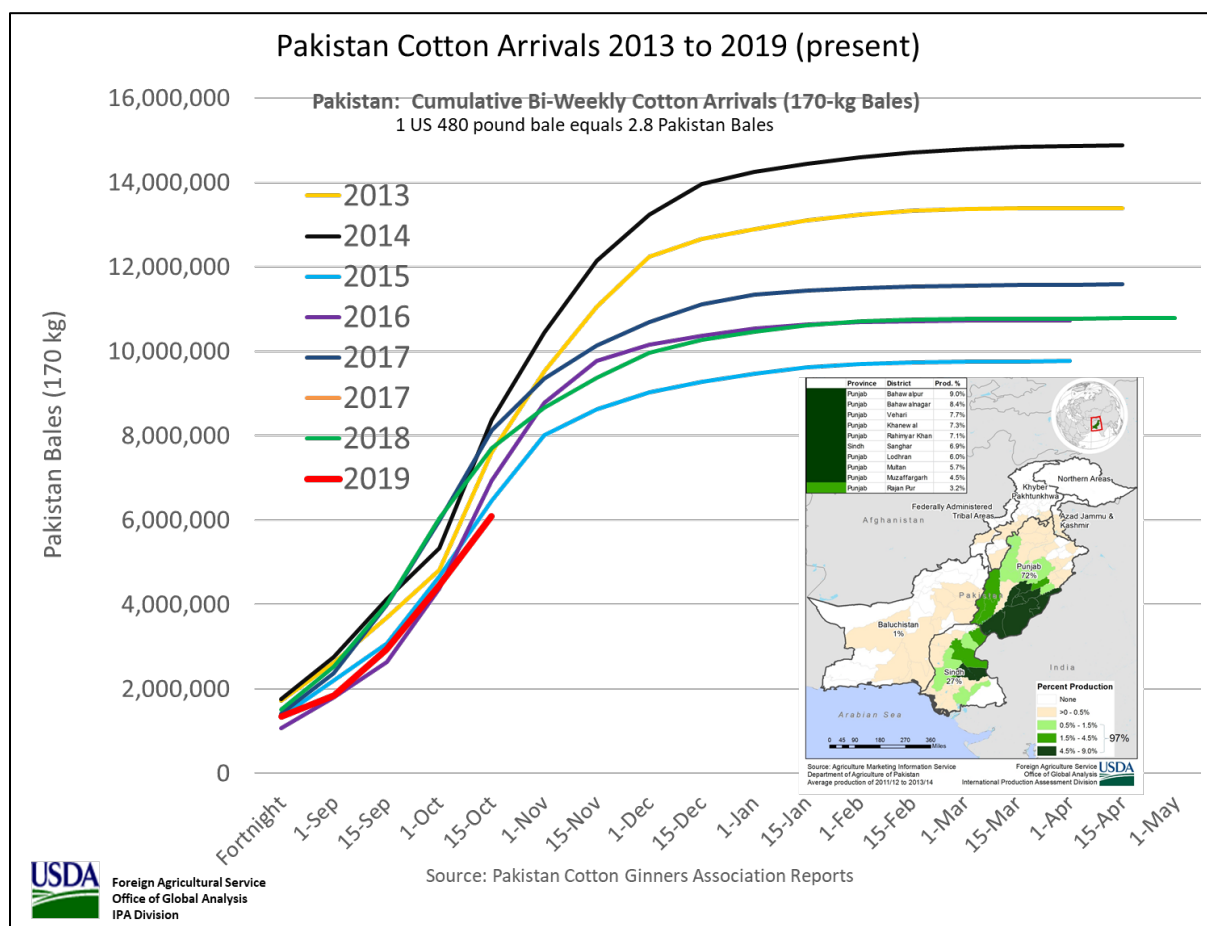 Pakistan Cotton Arrivals 2013 to 2019 (present)
Pakistan: Cumulative Bi-Weekly Cotton Arrivals (170-kg Bales)
1 US 480 pound bale equals 2.8 Pakistan Bales
Pakistan Bales (170 kg)
16,000,000
14,000,000
12,000,000
10,000,000
8,000,000
6,000,000
4,000,000
2,000,000
0
2013
2014
2015
2016
2017
2017
2018
2019
Province District Prod. %
Punjab Bahawalpur 9.0%
Punjab Bahawalnagar 8.4%
Punjab Vehari 7.7%
Punjab Khanewal 7.3%
Punjab Rahimyar Khan 7.1%
Sindh Sanghar 6.9%
Punjab Lodhran 6.0%
Punjab Multan 5.7%
Punjab Muzaffargarh 4.5%
Punjab Rajan Pur 3.2%
Northern Areas
Khyber
Pakhtunkhwa
Federally Administered
Tribal Areas
Azad Jammu &
Kashmir
Afghanistan
Punjab
72%
Pakistan
Baluchistan
1%
India
Sindh
27%
Arabian Sea
0 45 90 180 270 360
Miles
Percent Production
None
>0 - 0.5%
0.5% - 1.5%
1.5% - 4.5%
4.5% - 9.0%
97%
Source: Agriculture Marketing Information Service
Department of Agriculture of Pakistan
Average production of 2011/12 to 2013/14
Foreign Agriculture Service
Office of Global Analysis
International Production Assessment Division
USDA
Fortnight
1-Sep
15-Sep
1-Oct
15-Oct
1-Nov
15-Nov
1-Dec
15-Dec
1-Jan
15-Jan
1-Feb
15-Feb
1-Mar
15-Mar
1-Apr
15-Apr
1-May
Source: Pakistan Cotton Ginners Association Reports
USDA
Foreign Agricultural Service
Office of Global Analysis
IPA Division